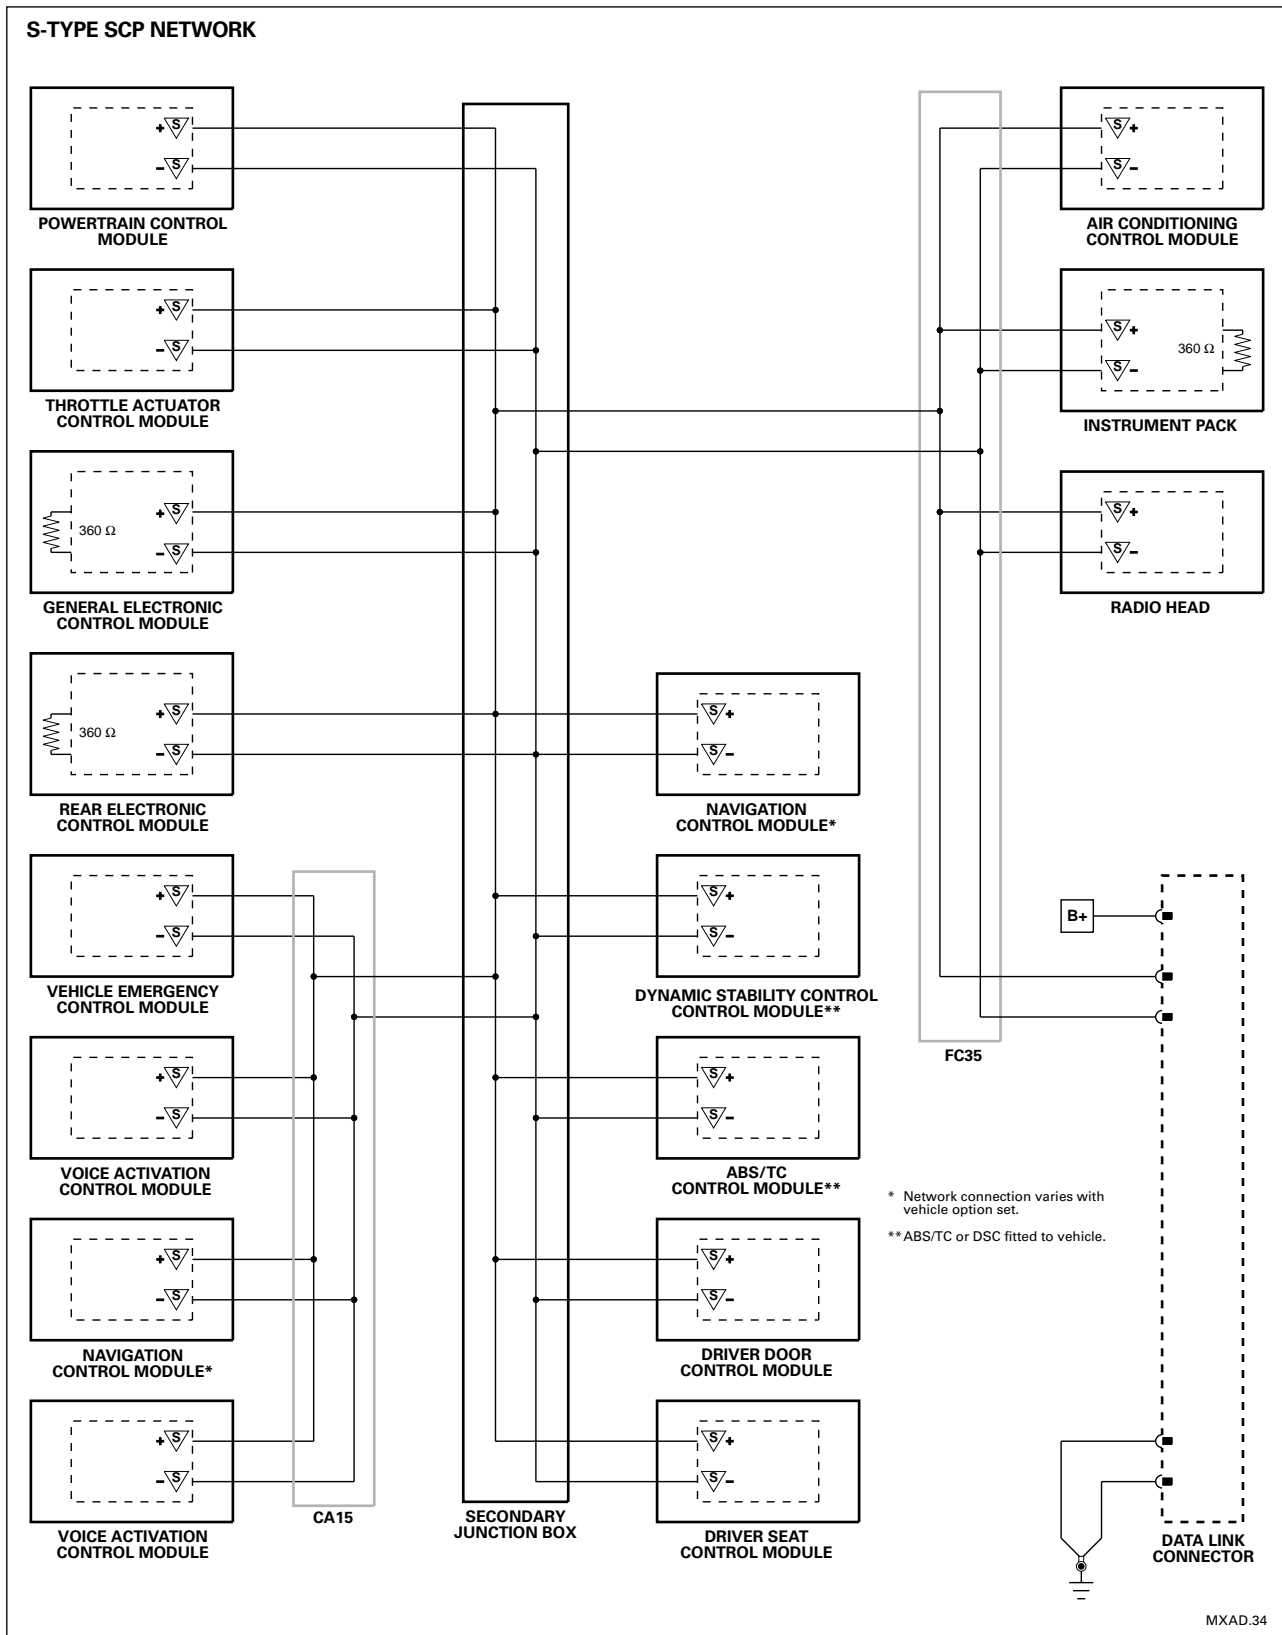 S-TYPE SCP NETWORK
+ S
- S
POWERTRAIN CONTROL
MODULE
+ S
- S
THROTTLE ACTUATOR
CONTROL MODULE
360 Ω
+ S
- S
GENERAL ELECTRONIC
CONTROL MODULE
360 Ω
+ S
- S
REAR ELECTRONIC
CONTROL MODULE
+ S
- S
VEHICLE EMERGENCY
CONTROL MODULE
+ S
- S
VOICE ACTIVATION
CONTROL MODULE
+ S
- S
NAVIGATION
CONTROL MODULE*
+ S
- S
VOICE ACTIVATION
CONTROL MODULE
CA15
SECONDARY
JUNCTION BOX
S +
S -
NAVIGATION
CONTROL MODULE*
S +
S -
DYNAMIC STABILITY CONTROL
CONTROL MODULE**
S +
S -
ABS/TC
CONTROL MODULE**
S +
S -
DRIVER DOOR
CONTROL MODULE
S +
S -
DRIVER SEAT
CONTROL MODULE
FC35
S +
S -
AIR CONDITIONING
CONTROL MODULE
S +
360 Ω
S -
INSTRUMENT PACK
S +
S -
RADIO HEAD
B+
* Network connection varies with
vehicle option set.
** ABS/TC or DSC fitted to vehicle.
DATA LINK
CONNECTOR
MXAD.34